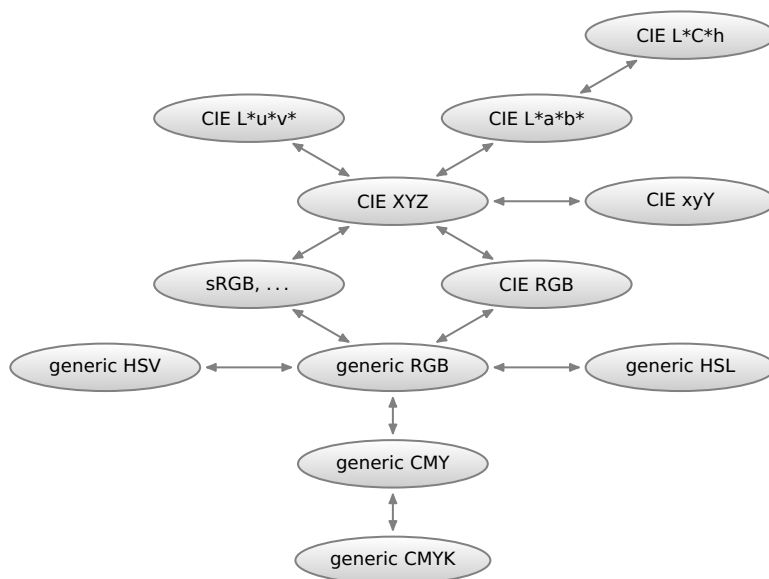 CIE L*C*h
CIE L*u*v*
CIE L*a*b*
CIE XYZ
CIE xyY
sRGB, ...
CIE RGB
generic HSV
generic RGB
generic HSL
generic CMY
generic CMYK